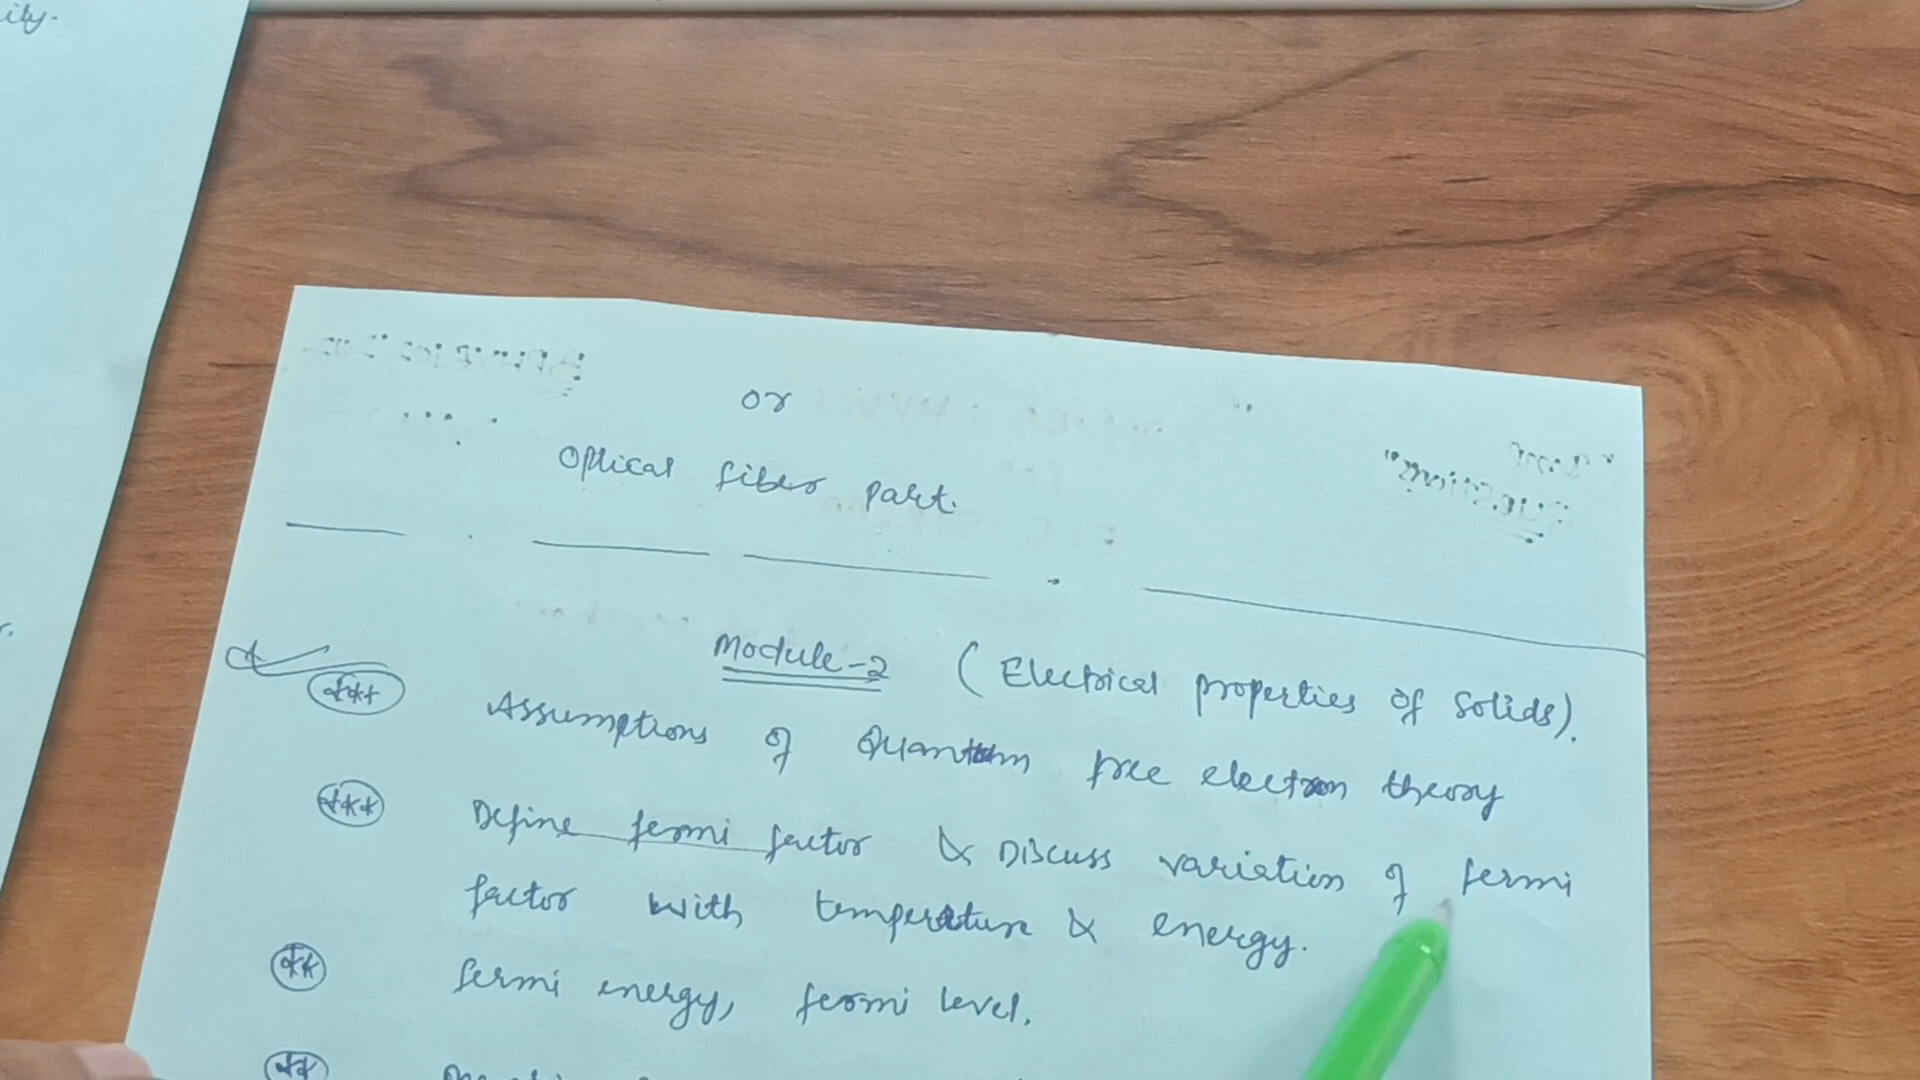 ily.
or
Optical fiber part.
Module-2 (Electrical properties of Solids).
*** Assumptions of Quantum free electron theory
*** Define fermi factor & Discuss variation of fermi
factor with temperature & energy.
** fermi energy, fermi level.
**